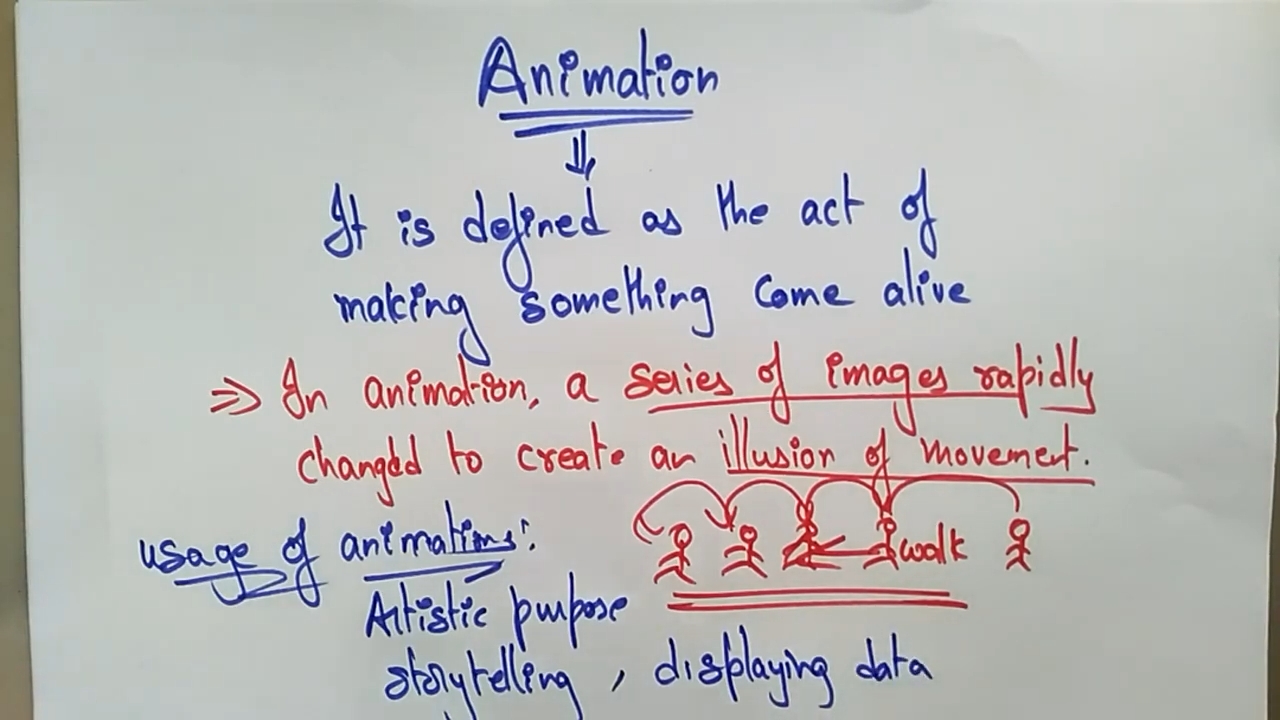 Animation
It is defined as the act of
making something come alive
⇒ In animation, a series of images rapidly
changed to create an illusion of movement.
walk
usage of animations:
Artistic purpose
storytelling, displaying data